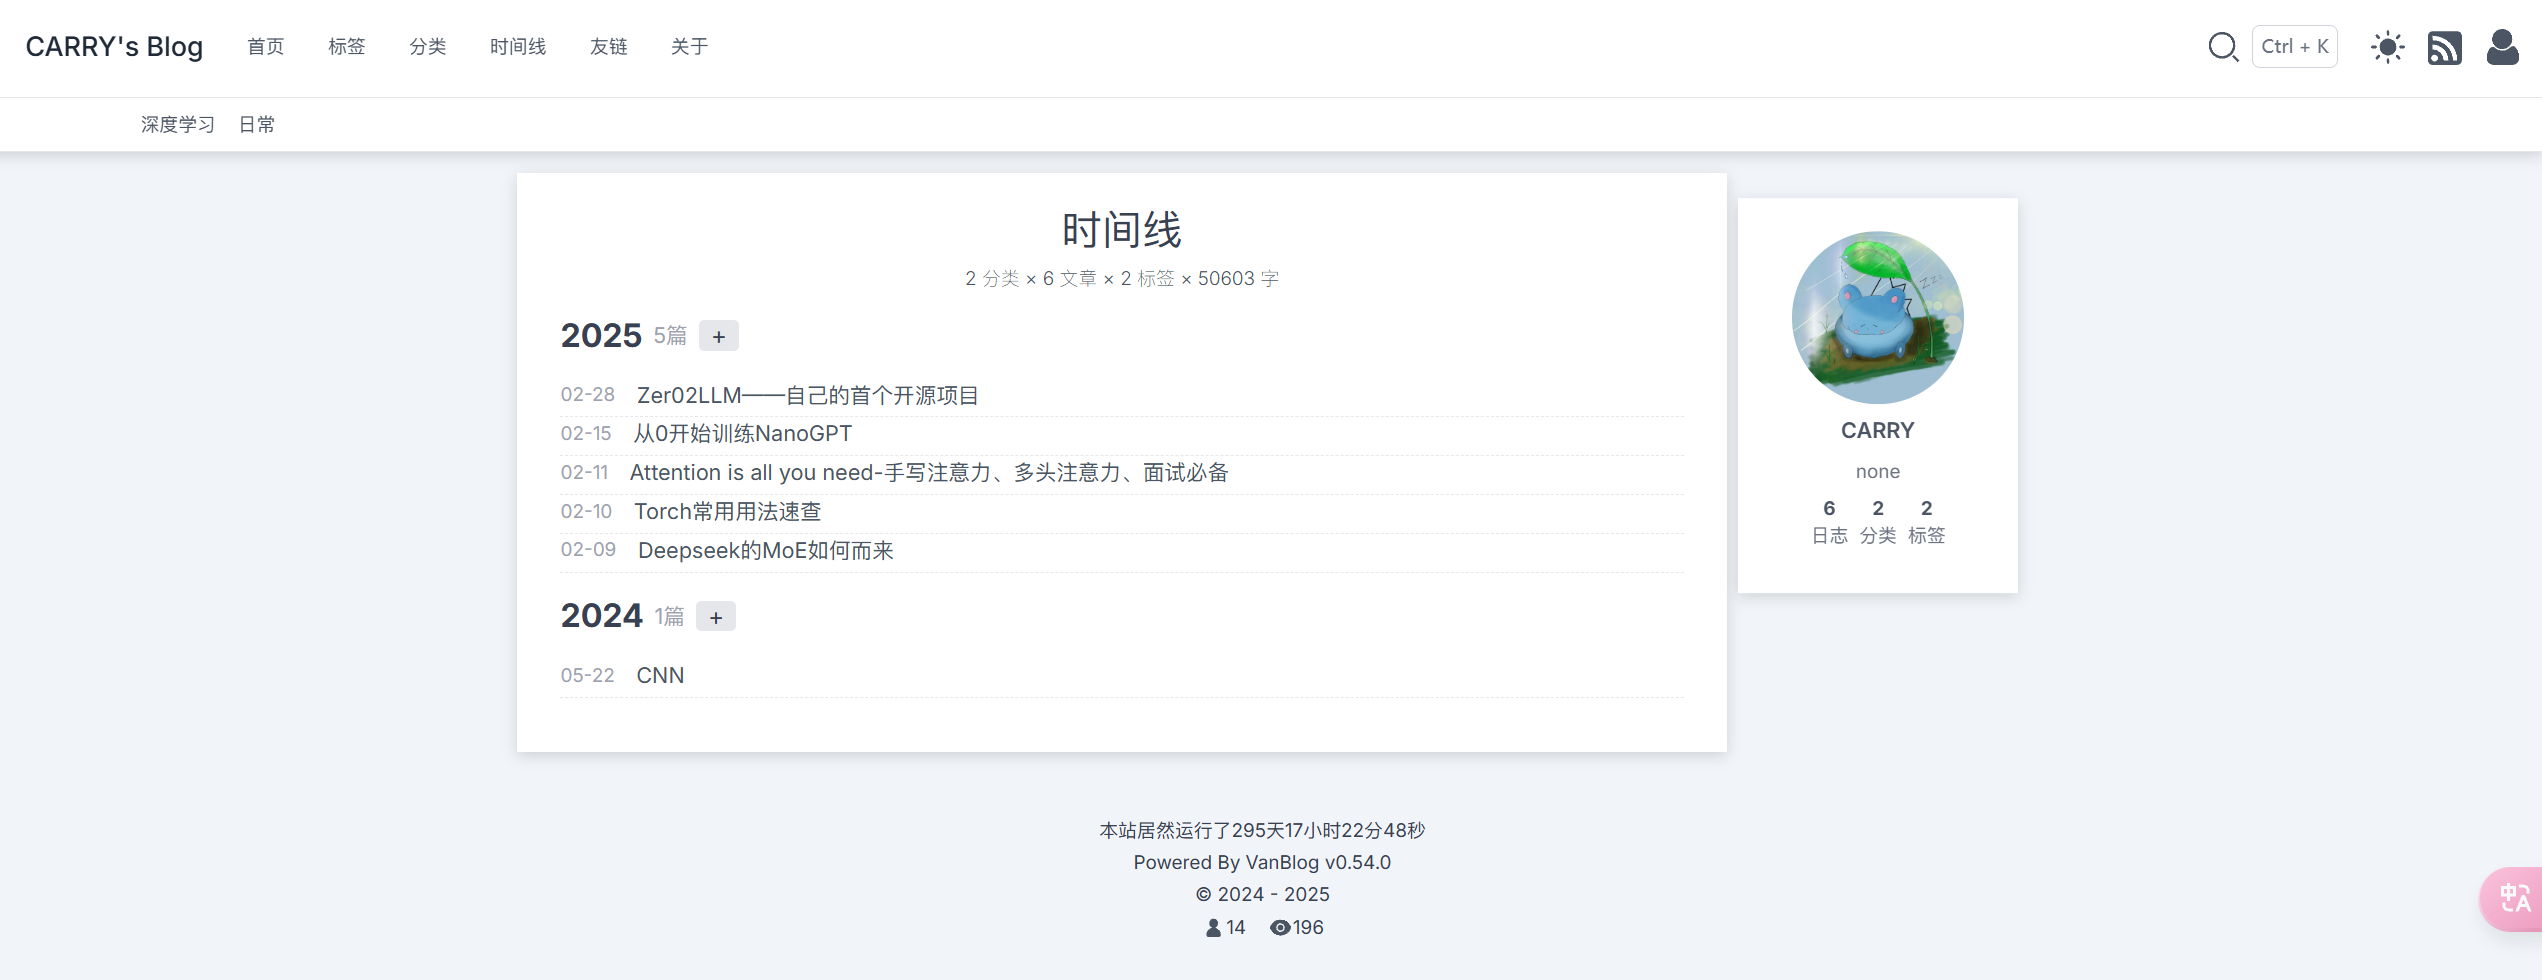 CARRY's Blog 首页 标签 分类 时间线 友链 关于 Ctrl + K
深度学习 日常
时间线
2 分类 × 6 文章 × 2 标签 × 50603 字
2025 5篇 +
02-28 Zer02LLM——自己的首个开源项目
02-15 从0开始训练NanoGPT
02-11 Attention is all you need-手写注意力、多头注意力、面试必备
02-10 Torch常用用法速查
02-09 Deepseek的MoE如何而来
2024 1篇 +
05-22 CNN
Zzz
CARRY
none
6 2 2
日志 分类 标签
本站居然运行了295天17小时22分48秒
Powered By VanBlog v0.54.0
© 2024 - 2025
14 196
中A